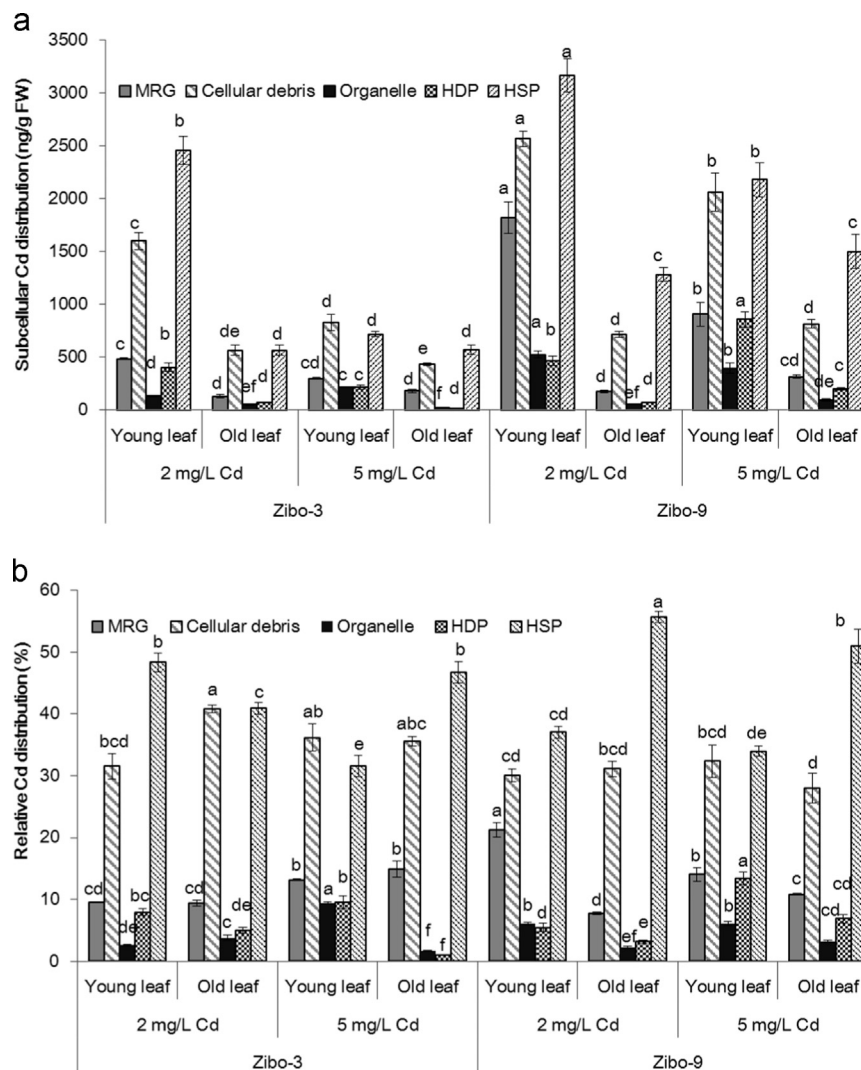 a
Subcellular Cd distribution (ng/g FW)
3500
3000
2500
2000
1500
1000
500
0
MRG Cellular debris Organelle HDP HSP
c c d b b
d de ef d d
cd d c c d
d e f d d
a a a b a
d d ef d c
b b b a b
cd d de c c
Young leaf Old leaf Young leaf Old leaf Young leaf Old leaf Young leaf Old leaf
2 mg/L Cd 5 mg/L Cd 2 mg/L Cd 5 mg/L Cd
Zibo-3 Zibo-9
b
Relative Cd distribution (%)
60
50
40
30
20
10
0
MRG Cellular debris Organelle HDP HSP
cd bcd de bc b
cd a c de c
b ab a b e
b abc f f b
a cd b d cd
d bcd ef e a
b bcd b a de
c d cd cd b
Young leaf Old leaf Young leaf Old leaf Young leaf Old leaf Young leaf Old leaf
2 mg/L Cd 5 mg/L Cd 2 mg/L Cd 5 mg/L Cd
Zibo-3 Zibo-9